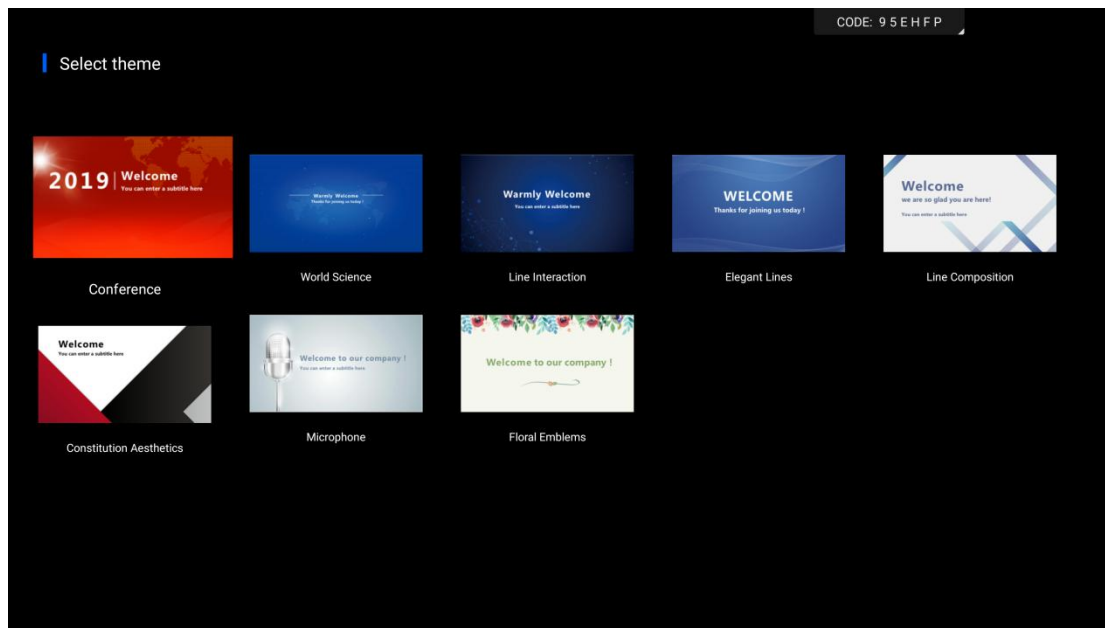 CODE: 9 5 E H F P
Select theme
2019
Welcome
You can enter a subtitle here
Conference
Warmly Welcome
Thanks for joining us today !
World Science
Warmly Welcome
You can enter a subtitle here
Line Interaction
WELCOME
Thanks for joining us today !
Elegant Lines
Welcome
we are so glad you are here!
You can enter a subtitle here
Line Composition
Welcome
You can enter a subtitle here
Constitution Aesthetics
Welcome to our company !
You can enter a subtitle here
Microphone
Welcome to our company !
Floral Emblems